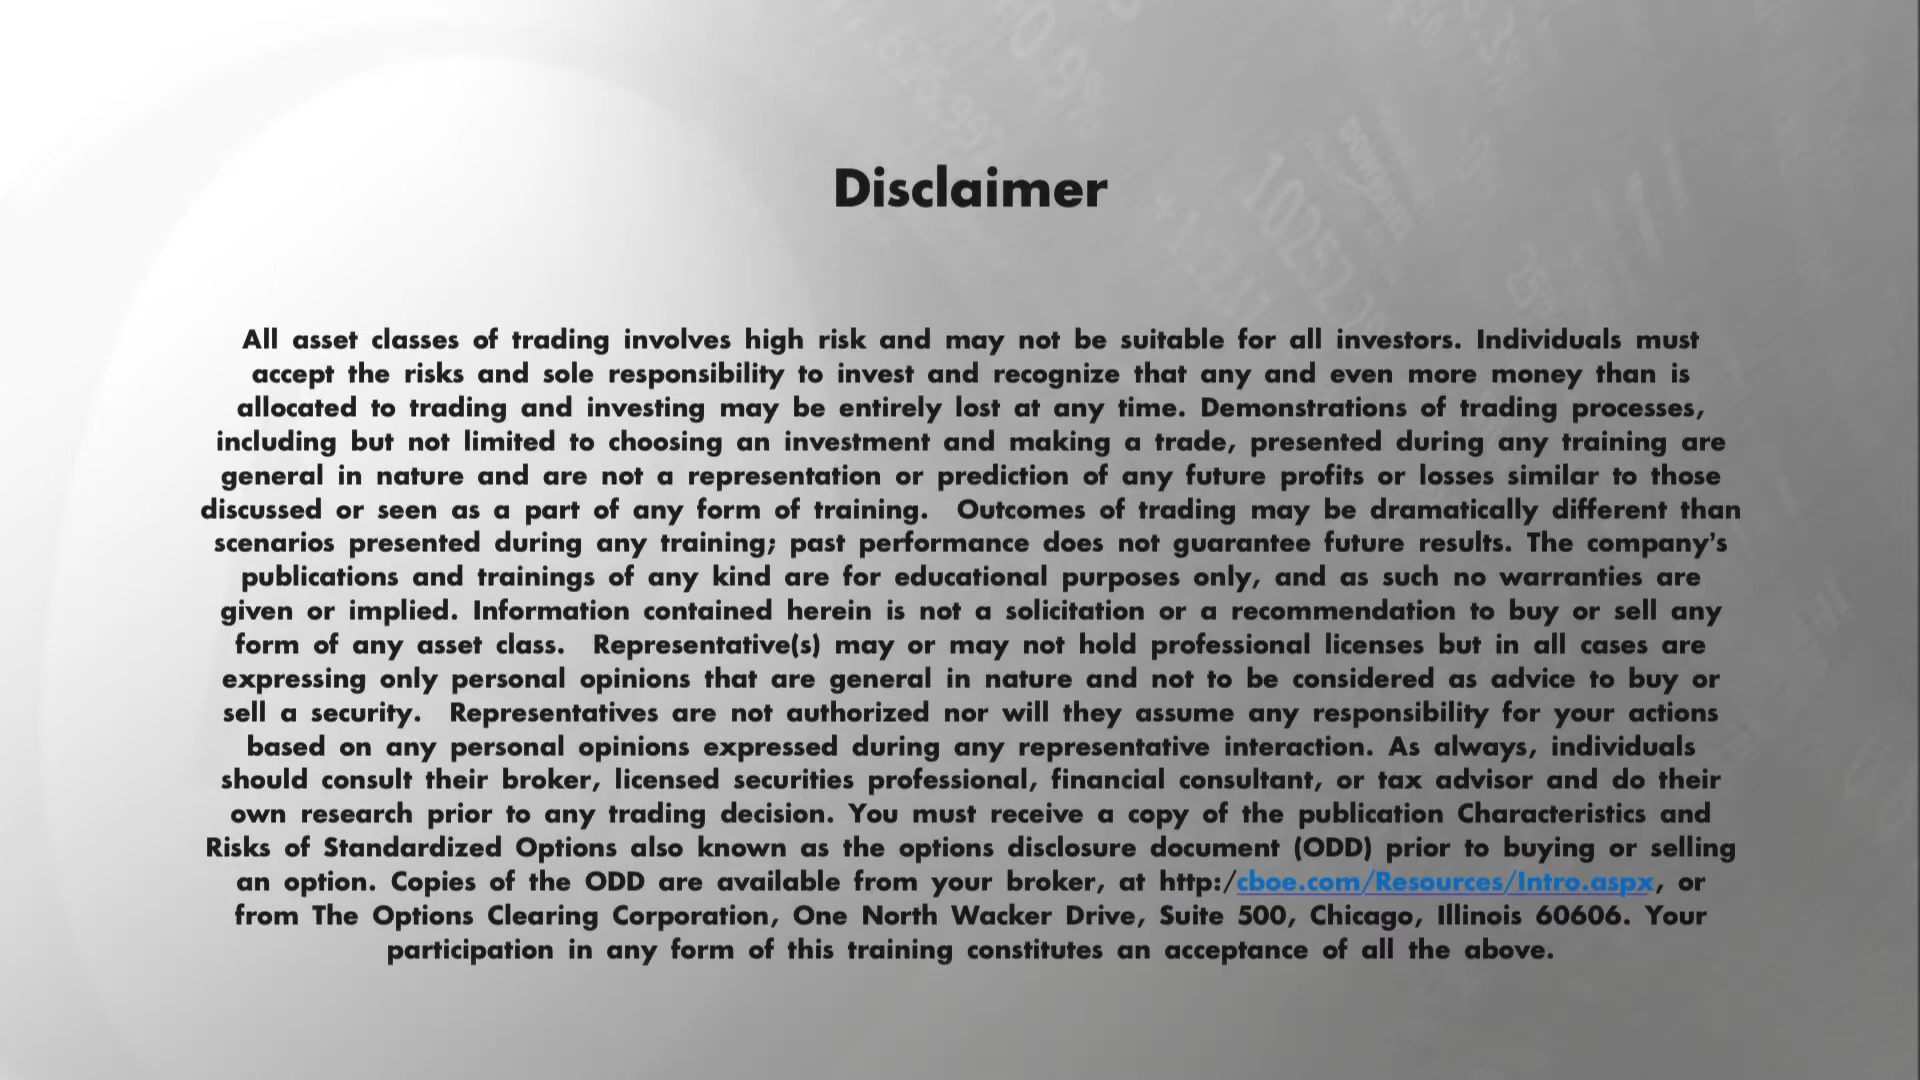 Disclaimer
All asset classes of trading involves high risk and may not be suitable for all investors. Individuals must
accept the risks and sole responsibility to invest and recognize that any and even more money than is
allocated to trading and investing may be entirely lost at any time. Demonstrations of trading processes,
including but not limited to choosing an investment and making a trade, presented during any training are
general in nature and are not a representation or prediction of any future profits or losses similar to those
discussed or seen as a part of any form of training.  Outcomes of trading may be dramatically different than
scenarios presented during any training; past performance does not guarantee future results. The company's
publications and trainings of any kind are for educational purposes only, and as such no warranties are
given or implied. Information contained herein is not a solicitation or a recommendation to buy or sell any
form of any asset class.  Representative(s) may or may not hold professional licenses but in all cases are
expressing only personal opinions that are general in nature and not to be considered as advice to buy or
sell a security.  Representatives are not authorized nor will they assume any responsibility for your actions
based on any personal opinions expressed during any representative interaction. As always, individuals
should consult their broker, licensed securities professional, financial consultant, or tax advisor and do their
own research prior to any trading decision. You must receive a copy of the publication Characteristics and
Risks of Standardized Options also known as the options disclosure document (ODD) prior to buying or selling
an option. Copies of the ODD are available from your broker, at http:/cboe.com/Resources/Intro.aspx, or
from The Options Clearing Corporation, One North Wacker Drive, Suite 500, Chicago, Illinois 60606. Your
participation in any form of this training constitutes an acceptance of all the above.